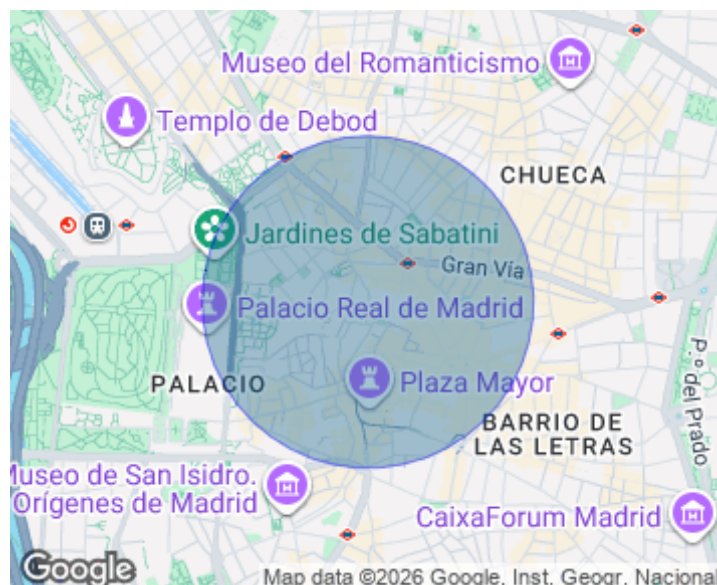 Museo del Romanticismo
Templo de Debod
CHUECA
Jardines de Sabatini
Gran Vía
Palacio Real de Madrid
PALACIO
Plaza Mayor
P.º del Prado
BARRIO DE
LAS LETRAS
Museo de San Isidro.
Orígenes de Madrid
CaixaForum Madrid
Google
Map data ©2026 Google, Inst. Geogr. Nacional